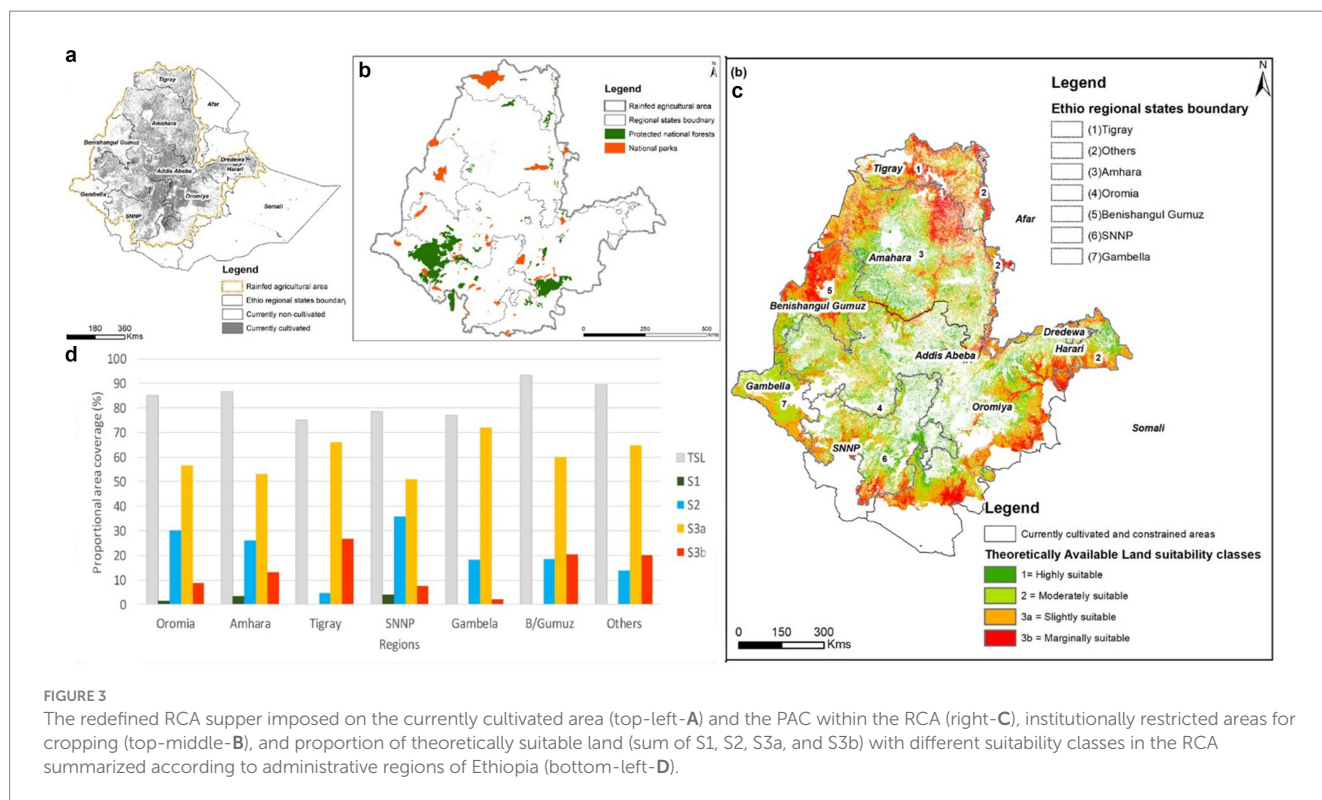 a
Tigray
Afar
Amahara
Benishangul Gumuz
Dredewa
Harari
Addis Abeba
Gambella
Oromiya
Somali
SNNP
Legend
Rainfed agricultural area
Ethio regional states boundary
Currently non-cultivated
Currently cultivated
180 360
Kms
b
N
Legend
Rainfed agricultural area
Regional states boudnary
Protected national forests
National parks
0 250 500
Kms
(b)
c
N
Legend
Ethio regional states boundary
(1)Tigray
(2)Others
(3)Amhara
(4)Oromia
(5)Benishangul Gumuz
(6)SNNP
(7)Gambella
Tigray 1
2
Afar
Amahara 3
2
5
Benishangul Gumuz
Dredewa
Harari 2
Addis Abeba
Gambella
7
4
Oromiya
Somali
SNNP
6
Legend
Currently cultivated and constrained areas
Theoretically Available Land suitability classes
1= Highly suitable
2 = Moderately suitable
3a = Slightly suitable
3b = Marginally suitable
0 150 300
Kms
d
Proportional area coverage (%)
100
90
80
70
60
50
40
30
20
10
0
Oromia Amhara Tigray SNNP Gambela B/Gumuz Others
Regions
TSL
S1
S2
S3a
S3b
FIGURE 3
The redefined RCA supper imposed on the currently cultivated area (top-left-A) and the PAC within the RCA (right-C), institutionally restricted areas for
cropping (top-middle-B), and proportion of theoretically suitable land (sum of S1, S2, S3a, and S3b) with different suitability classes in the RCA
summarized according to administrative regions of Ethiopia (bottom-left-D).